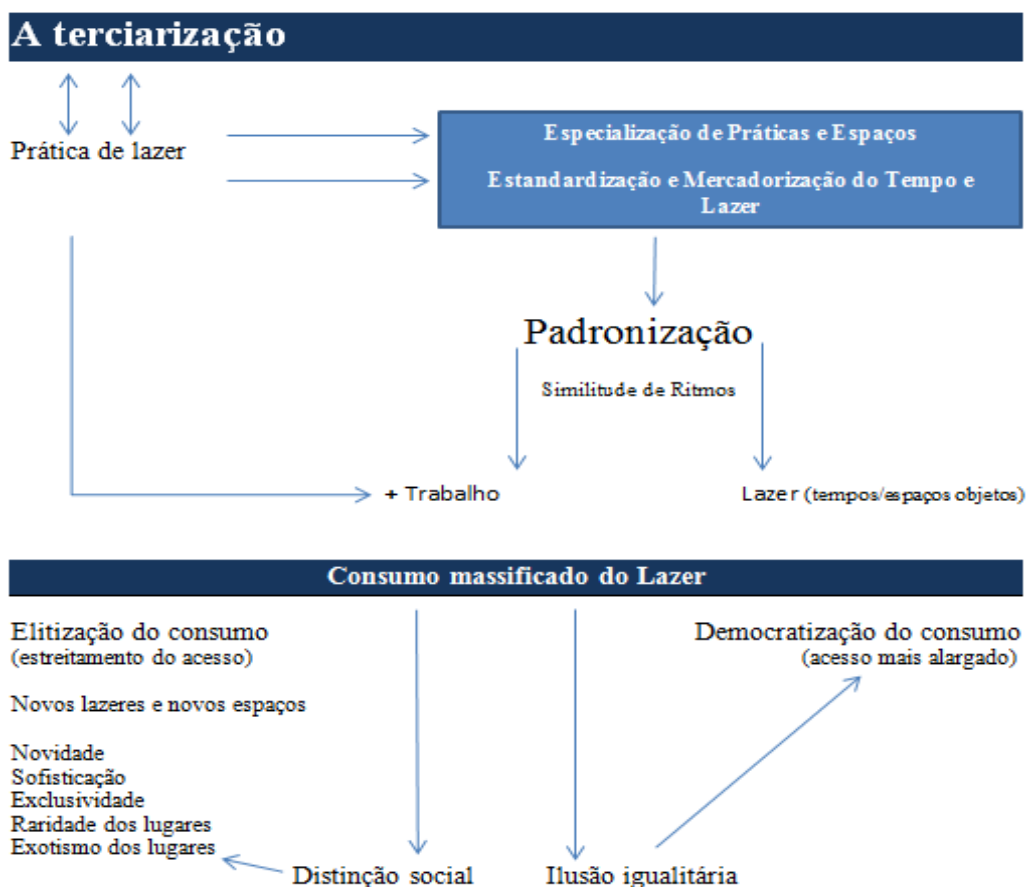 A terciarização
Prática de lazer
Especialização de Práticas e Espaços
Estandardização e Mercadorização do Tempo e
Lazer
Padronização
Similitude de Ritmos
+ Trabalho
Lazer (tempos/espaços objetos)
Consumo massificado do Lazer
Elitização do consumo
(estreitamento do acesso)
Novos lazeres e novos espaços
Novidade
Sofisticação
Exclusividade
Raridade dos lugares
Exotismo dos lugares
Democratização do consumo
(acesso mais alargado)
Distinção social
Ilusão igualitária